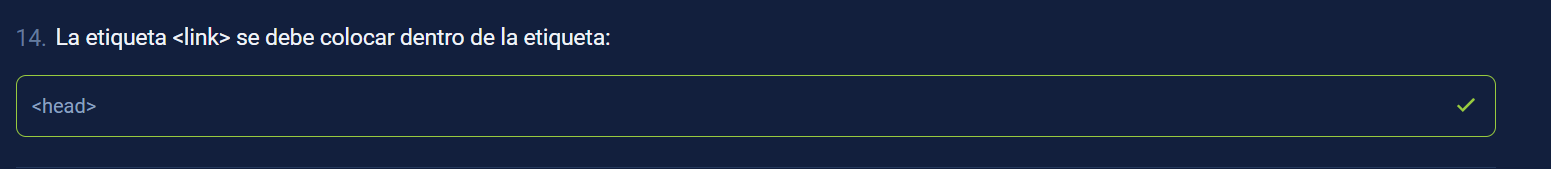 14. La etiqueta <link> se debe colocar dentro de la etiqueta:
<head>